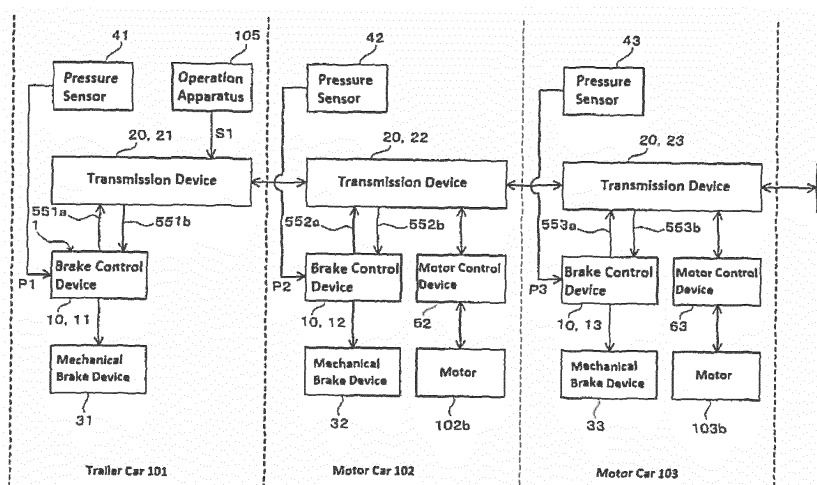 41
105
42
43
Pressure
Sensor
Operation
Apparatus
Pressure
Sensor
Pressure
Sensor
S1
20, 21
20, 22
20, 23
Transmission Device
Transmission Device
Transmission Device
551a
551b
552a
552b
553a
553b
1
Brake Control
Device
Brake Control
Device
Motor Control
Device
Brake Control
Device
Motor Control
Device
P1
P2
P3
10, 11
10, 12
62
10, 13
63
Mechanical
Brake Device
Mechanical
Brake Device
Motor
Mechanical
Brake Device
Motor
31
32
102b
33
103b
Trailer Car 101
Motor Car 102
Motor Car 103